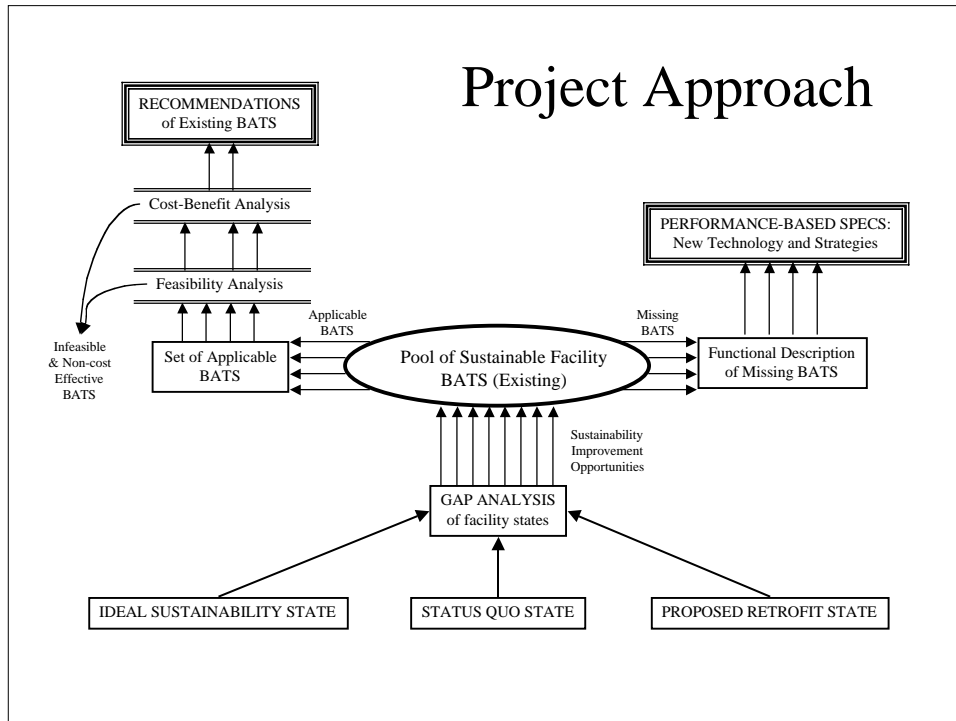 Project Approach
RECOMMENDATIONS
of Existing BATS
Cost-Benefit Analysis
Feasibility Analysis
Infeasible
& Non-cost
Effective
BATS
Set of Applicable
BATS
Applicable
BATS
Pool of Sustainable Facility
BATS (Existing)
Missing
BATS
PERFORMANCE-BASED SPECS:
New Technology and Strategies
Functional Description
of Missing BATS
Sustainability
Improvement
Opportunities
GAP ANALYSIS
of facility states
IDEAL SUSTAINABILITY STATE
STATUS QUO STATE
PROPOSED RETROFIT STATE